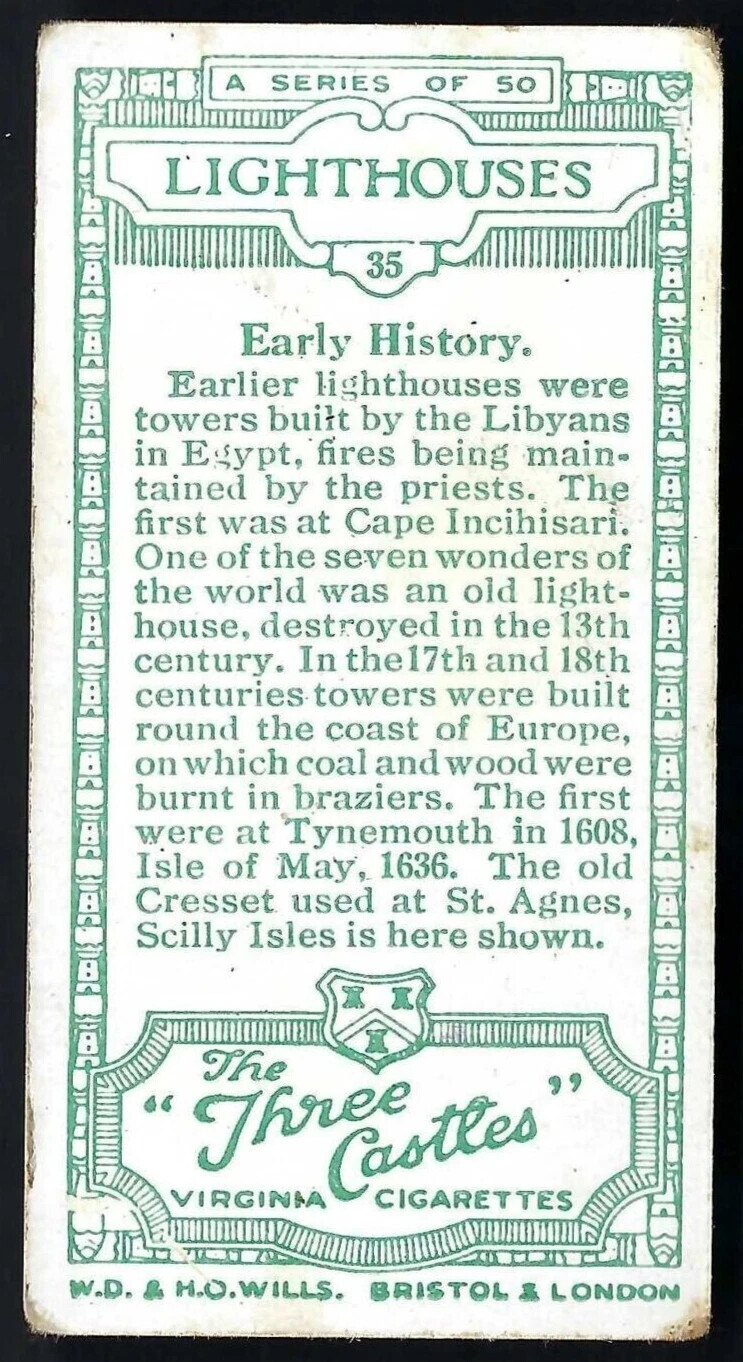 A SERIES OF 50
LIGHTHOUSES
35
Early History.
Earlier lighthouses were
towers built by the Libyans
in Egypt, fires being main-
tained by the priests. The
first was at Cape Incihisari.
One of the seven wonders of
the world was an old light-
house, destroyed in the 13th
century. In the 17th and 18th
centuries towers were built
round the coast of Europe,
on which coal and wood were
burnt in braziers. The first
were at Tynemouth in 1608,
Isle of May, 1636. The old
Cresset used at St. Agnes,
Scilly Isles is here shown.
The
"Three
Castles"
VIRGINIA CIGARETTES
W.D. & H.O. WILLS. BRISTOL & LONDON